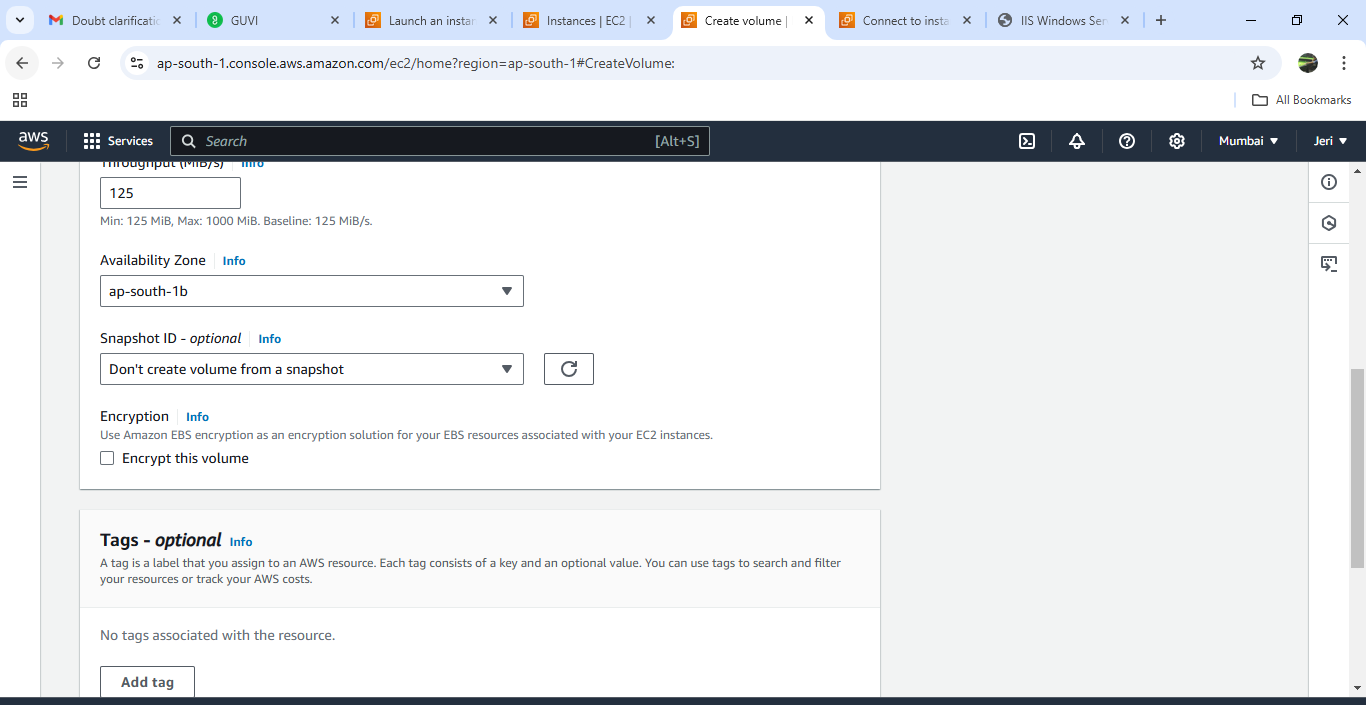 Doubt clarificatio
GUVI
Launch an instan
Instances | EC2 |
Create volume |
Connect to insta
IIS Windows Ser
ap-south-1.console.aws.amazon.com/ec2/home?region=ap-south-1#CreateVolume:
All Bookmarks
aws
Services
Search
[Alt+S]
Mumbai
Jeri
Throughput (MiB/s) Info
125
Min: 125 MiB, Max: 1000 MiB. Baseline: 125 MiB/s.
Availability Zone Info
ap-south-1b
Snapshot ID - optional Info
Don't create volume from a snapshot
Encryption Info
Use Amazon EBS encryption as an encryption solution for your EBS resources associated with your EC2 instances.
Encrypt this volume
Tags - optional Info
A tag is a label that you assign to an AWS resource. Each tag consists of a key and an optional value. You can use tags to search and filter
your resources or track your AWS costs.
No tags associated with the resource.
Add tag